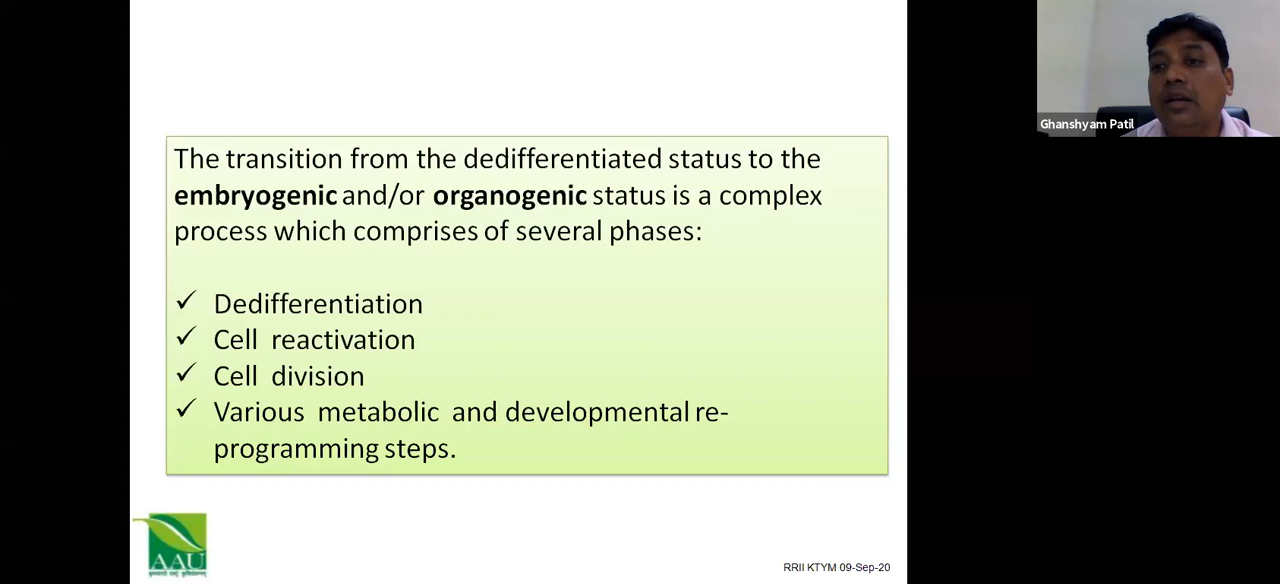 Ghanshyam Patil
The transition from the dedifferentiated status to the
embryogenic and/or organogenic status is a complex
process which comprises of several phases:
✓ Dedifferentiation
✓ Cell reactivation
✓ Cell division
✓ Various metabolic and developmental re-
programming steps.
AAU
RRII KTYM 09-Sep-20